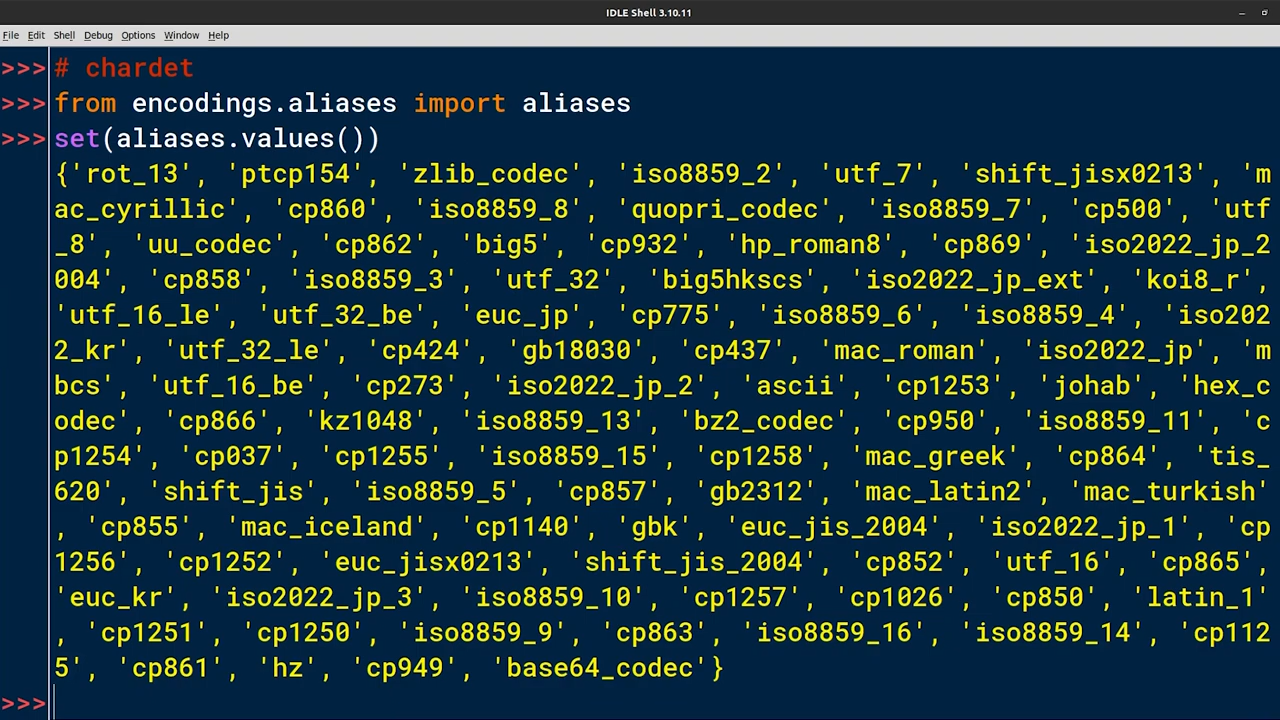 IDLE Shell 3.10.11
File Edit Shell Debug Options Window Help
>>> # chardet
>>> from encodings.aliases import aliases
>>> set(aliases.values())
{'rot_13', 'ptcp154', 'zlib_codec', 'iso8859_2', 'utf_7', 'shift_jisx0213', 'm
ac_cyrillic', 'cp860', 'iso8859_8', 'quopri_codec', 'iso8859_7', 'cp500', 'utf
_8', 'uu_codec', 'cp862', 'big5', 'cp932', 'hp_roman8', 'cp869', 'iso2022_jp_2
004', 'cp858', 'iso8859_3', 'utf_32', 'big5hkscs', 'iso2022_jp_ext', 'koi8_r',
'utf_16_le', 'utf_32_be', 'euc_jp', 'cp775', 'iso8859_6', 'iso8859_4', 'iso202
2_kr', 'utf_32_le', 'cp424', 'gb18030', 'cp437', 'mac_roman', 'iso2022_jp', 'm
bcs', 'utf_16_be', 'cp273', 'iso2022_jp_2', 'ascii', 'cp1253', 'johab', 'hex_c
odec', 'cp866', 'kz1048', 'iso8859_13', 'bz2_codec', 'cp950', 'iso8859_11', 'c
p1254', 'cp037', 'cp1255', 'iso8859_15', 'cp1258', 'mac_greek', 'cp864', 'tis_
620', 'shift_jis', 'iso8859_5', 'cp857', 'gb2312', 'mac_latin2', 'mac_turkish'
, 'cp855', 'mac_iceland', 'cp1140', 'gbk', 'euc_jis_2004', 'iso2022_jp_1', 'cp
1256', 'cp1252', 'euc_jisx0213', 'shift_jis_2004', 'cp852', 'utf_16', 'cp865',
'euc_kr', 'iso2022_jp_3', 'iso8859_10', 'cp1257', 'cp1026', 'cp850', 'latin_1'
, 'cp1251', 'cp1250', 'iso8859_9', 'cp863', 'iso8859_16', 'iso8859_14', 'cp112
5', 'cp861', 'hz', 'cp949', 'base64_codec'}
>>>